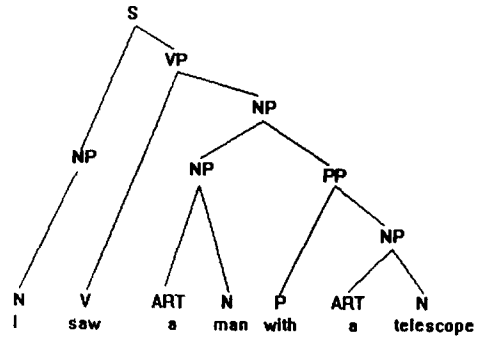 S
VP
NP
NP
NP
PP
NP
N V ART N P ART N
I saw a man with a telescope